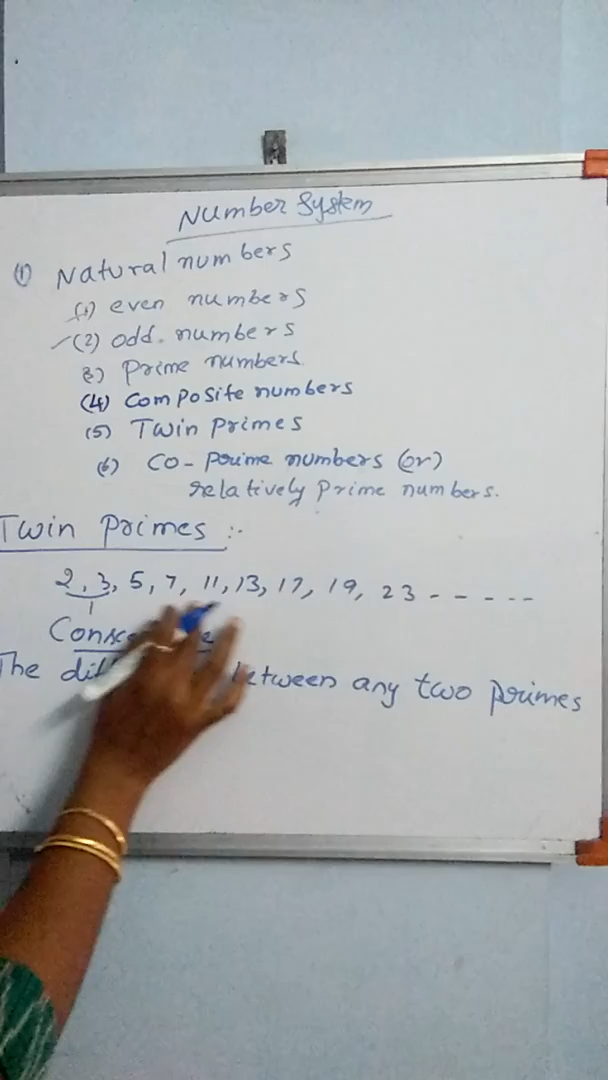 Number System
(1) Natural numbers
(1) even numbers
(2) odd. numbers
3) Prime numbers.
(4) Composite numbers
(5) Twin primes
(6) Co-prime numbers (or)
relatively prime numbers.
Twin primes :-
2, 3, 5, 7, 11, 13, 17, 19, 23 - - - - -
1
The between any two primes